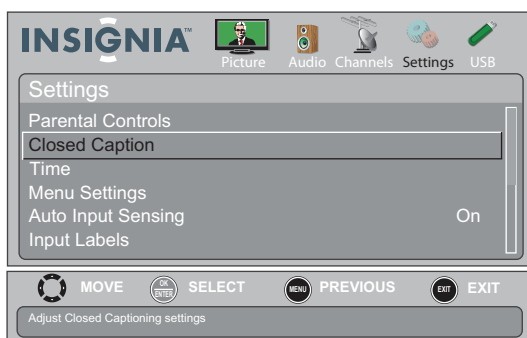 INSIGNIA™
Picture Audio Channels Settings USB
Settings
Parental Controls
Closed Caption
Time
Menu Settings
Auto Input Sensing On
Input Labels
MOVE OK ENTER SELECT MENU PREVIOUS EXIT EXIT
Adjust Closed Captioning settings